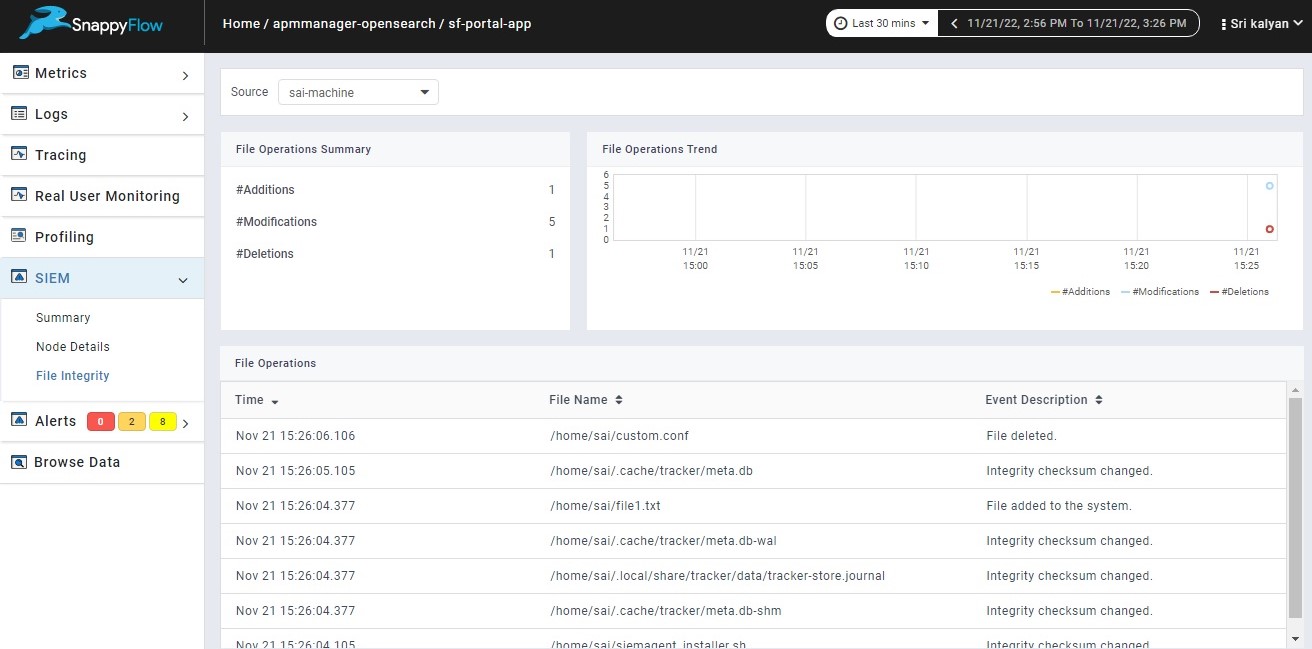 SnappyFlow
Home / apmmanager-opensearch / sf-portal-app
Last 30 mins
11/21/22, 2:56 PM To 11/21/22, 3:26 PM
Sri kalyan
Metrics
Logs
Tracing
Real User Monitoring
Profiling
SIEM
Summary
Node Details
File Integrity
Alerts 0 2 8
Browse Data
Source sai-machine
File Operations Summary
#Additions 1
#Modifications 5
#Deletions 1
File Operations Trend
6
5
4
3
2
1
0
11/21 11/21 11/21 11/21 11/21 11/21
15:00 15:05 15:10 15:15 15:20 15:25
#Additions #Modifications #Deletions
File Operations
Time File Name Event Description
Nov 21 15:26:06.106 /home/sai/custom.conf File deleted.
Nov 21 15:26:05.105 /home/sai/.cache/tracker/meta.db Integrity checksum changed.
Nov 21 15:26:04.377 /home/sai/file1.txt File added to the system.
Nov 21 15:26:04.377 /home/sai/.cache/tracker/meta.db-wal Integrity checksum changed.
Nov 21 15:26:04.377 /home/sai/.local/share/tracker/data/tracker-store.journal Integrity checksum changed.
Nov 21 15:26:04.377 /home/sai/.cache/tracker/meta.db-shm Integrity checksum changed.
Nov 21 15:26:04.105 /home/sai/siemagent_installer.sh Integrity checksum changed.